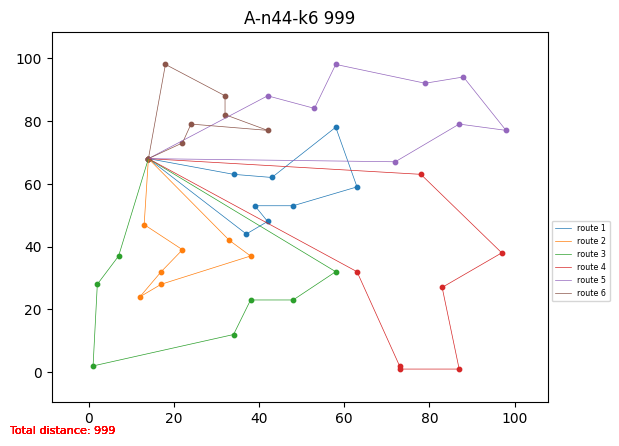 A-n44-k6 999
100
80
60
40
20
0
0 20 40 60 80 100
route 1
route 2
route 3
route 4
route 5
route 6
Total distance: 999